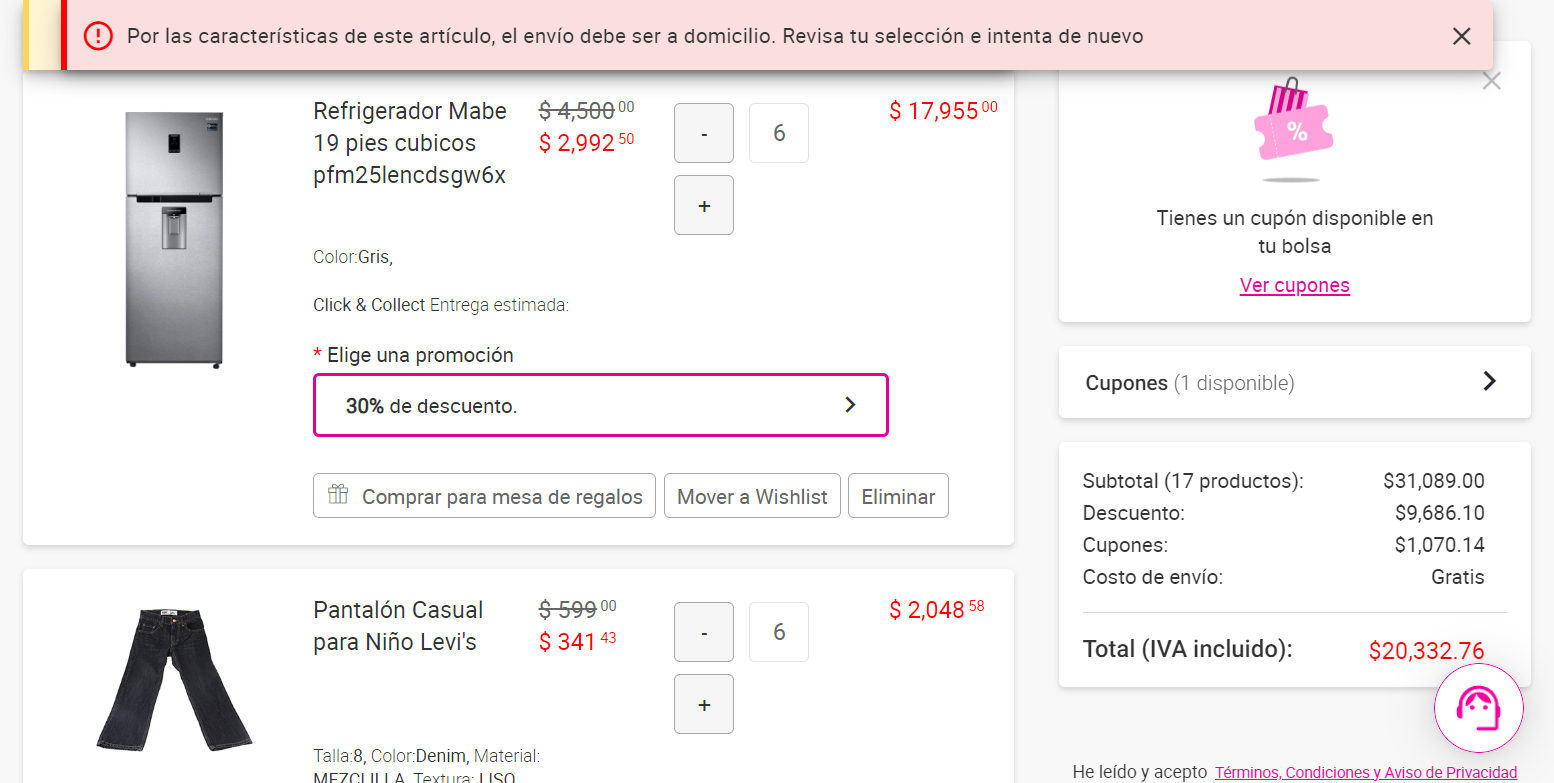 Por las características de este artículo, el envío debe ser a domicilio. Revisa tu selección e intenta de nuevo
Refrigerador Mabe
19 pies cubicos
pfm25lencdsgw6x
$ 4,500 00
$ 2,992 50
-
6
+
$ 17,955 00
Color:Gris,
Click & Collect Entrega estimada:
* Elige una promoción
30% de descuento.
Comprar para mesa de regalos
Mover a Wishlist
Eliminar
Pantalón Casual
para Niño Levi's
$ 599 00
$ 341 43
-
6
+
$ 2,048 58
Talla:8, Color:Denim, Material:
MEZCLILLA, Textura: LISO
%
Tienes un cupón disponible en
tu bolsa
Ver cupones
Cupones (1 disponible)
Subtotal (17 productos): $31,089.00
Descuento: $9,686.10
Cupones: $1,070.14
Costo de envío: Gratis
Total (IVA incluido): $20,332.76
He leído y acepto Términos, Condiciones y Aviso de Privacidad